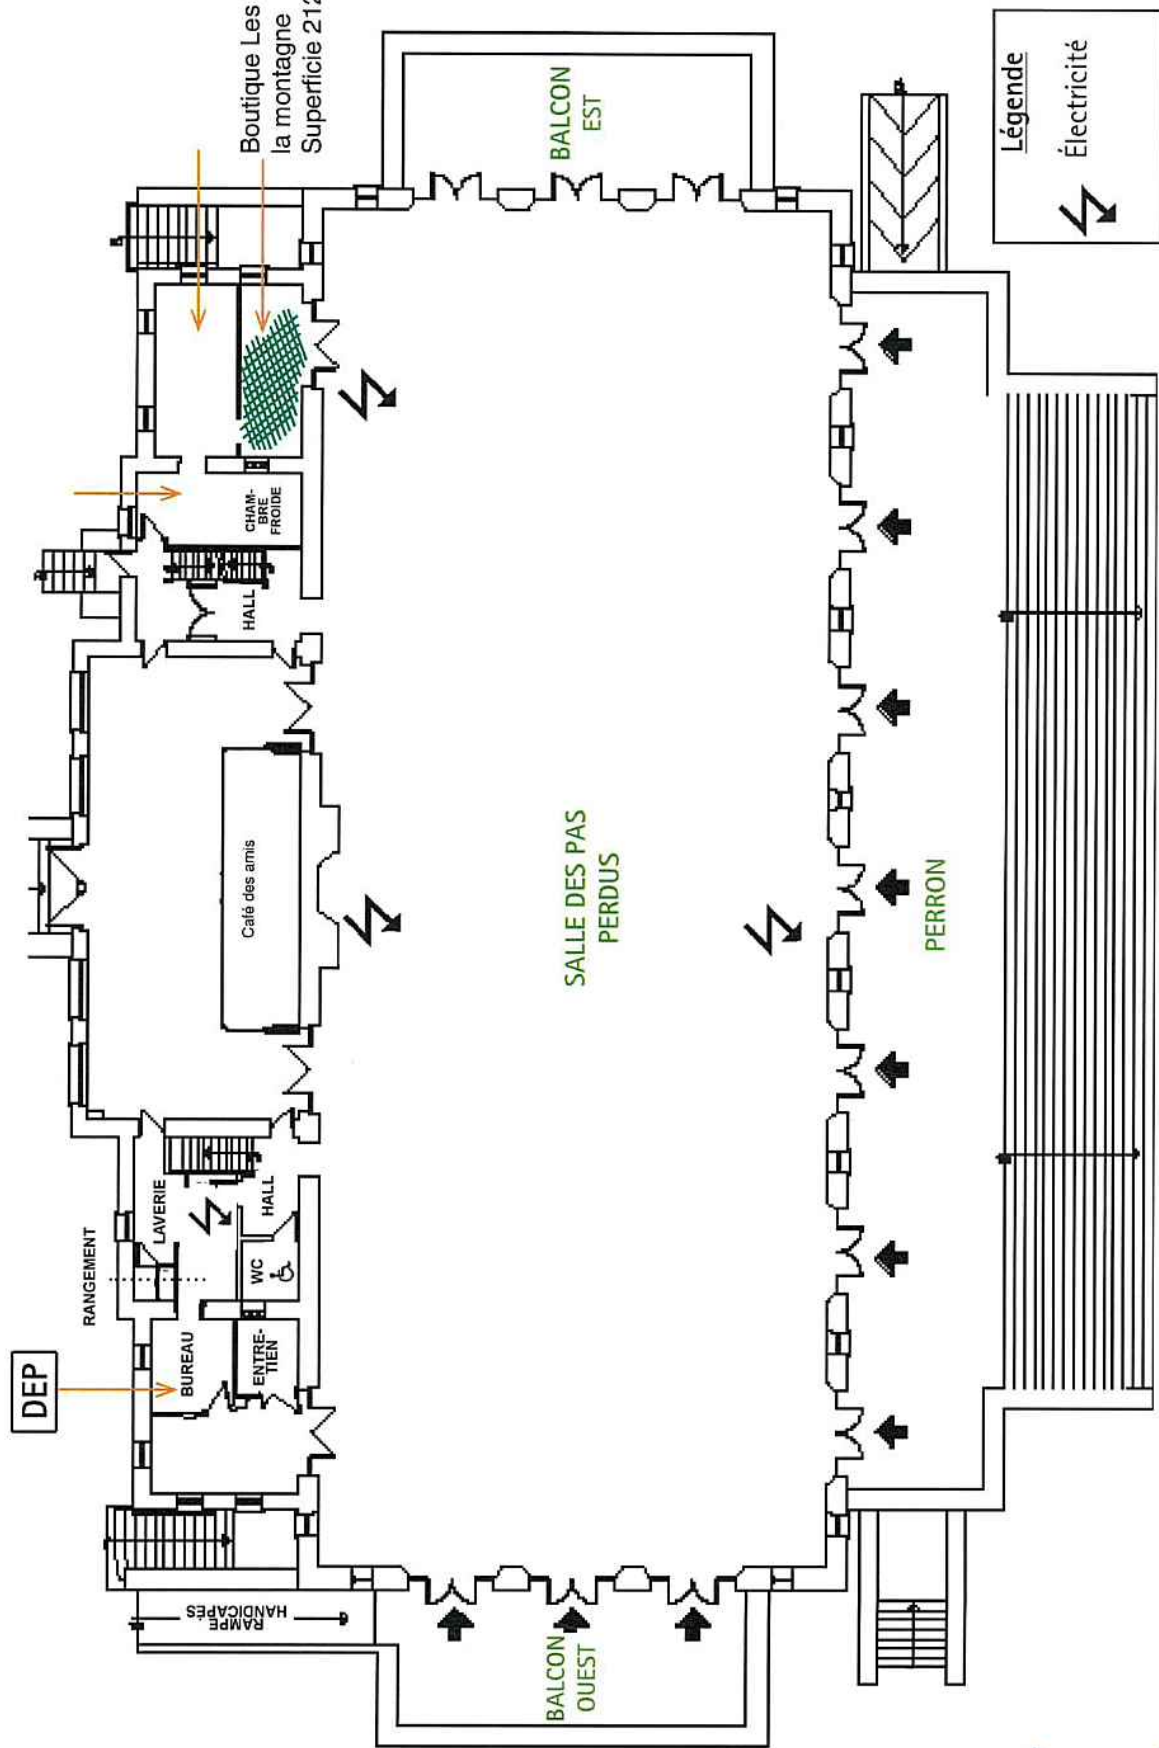 DEP
RANGEMENT
LAVERIE
BUREAU
ENTRE-
TIEN
WC
HALL
RAMPE
HANDICAPÉS
Café des amis
HALL
CHAM-
BRE
FROIDE
Boutique Les
la montagne
Superficie 212
BALCON
OUEST
SALLE DES PAS
PERDUS
BALCON
EST
PERRON
Légende
Électricité